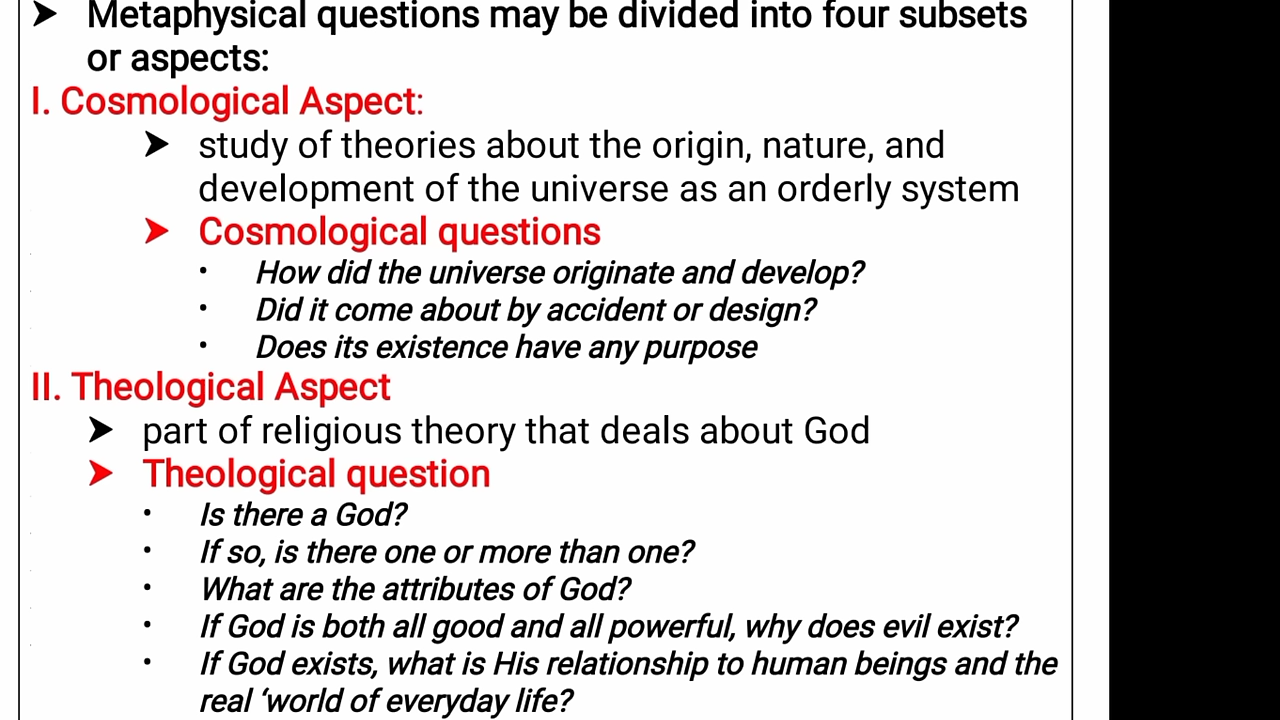 ➤ Metaphysical questions may be divided into four subsets
or aspects:
I. Cosmological Aspect:
➤ study of theories about the origin, nature, and
development of the universe as an orderly system
➤ Cosmological questions
• How did the universe originate and develop?
• Did it come about by accident or design?
• Does its existence have any purpose
II. Theological Aspect
➤ part of religious theory that deals about God
➤ Theological question
• Is there a God?
• If so, is there one or more than one?
• What are the attributes of God?
• If God is both all good and all powerful, why does evil exist?
• If God exists, what is His relationship to human beings and the
real ‘world of everyday life?